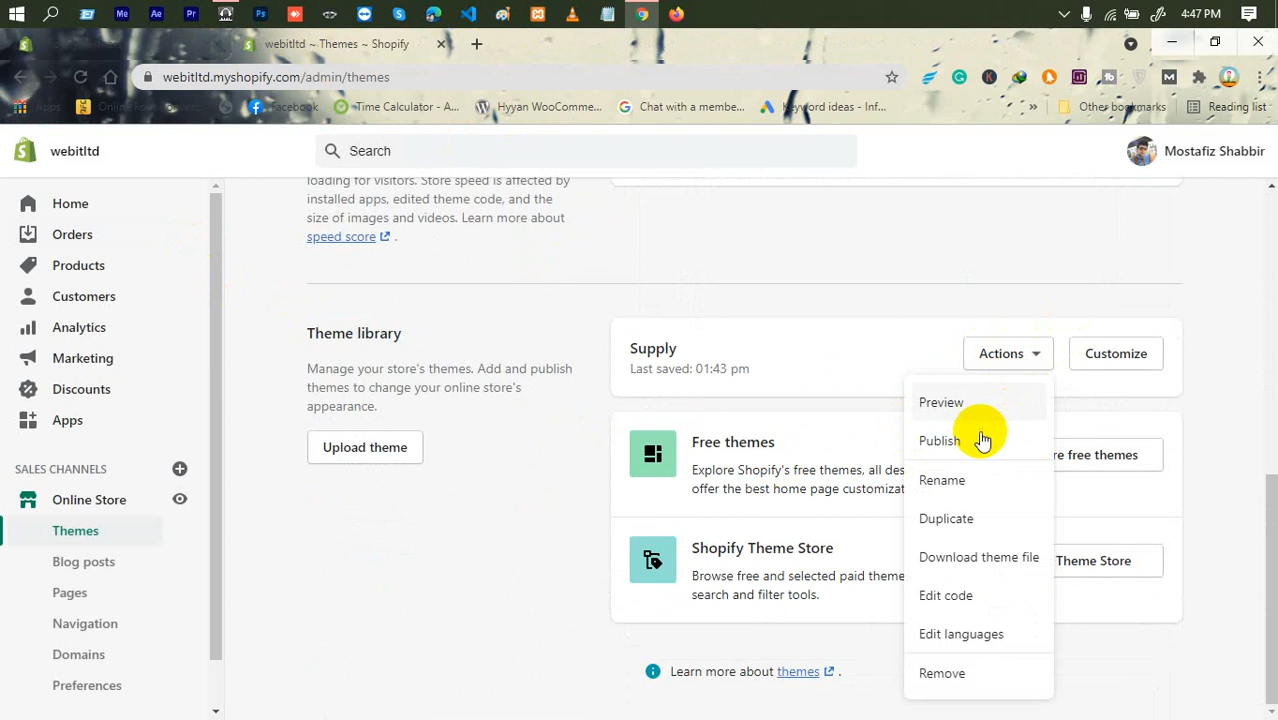 4:47 PM
webitltd ~ Themes ~ Shopify
webitltd.myshopify.com/admin/themes
Apps
Facebook
Time Calculator - A...
Hyyan WooComme...
Chat with a membe...
Keyword ideas - Inf...
Other bookmarks
Reading list
webitltd
Search
Mostafiz Shabbir
Home
Orders
Products
Customers
Analytics
Marketing
Discounts
Apps
SALES CHANNELS
Online Store
Themes
Blog posts
Pages
Navigation
Domains
Preferences
loading for visitors. Store speed is affected by
installed apps, edited theme code, and the
size of images and videos. Learn more about
speed score .
Theme library
Manage your store's themes. Add and publish
themes to change your online store's
appearance.
Upload theme
Supply
Last saved: 01:43 pm
Actions
Customize
Free themes
Explore Shopify's free themes, all des
offer the best home page customizat
re free themes
Shopify Theme Store
Browse free and selected paid theme
search and filter tools.
Theme Store
Preview
Publish
Rename
Duplicate
Download theme file
Edit code
Edit languages
Remove
Learn more about themes .